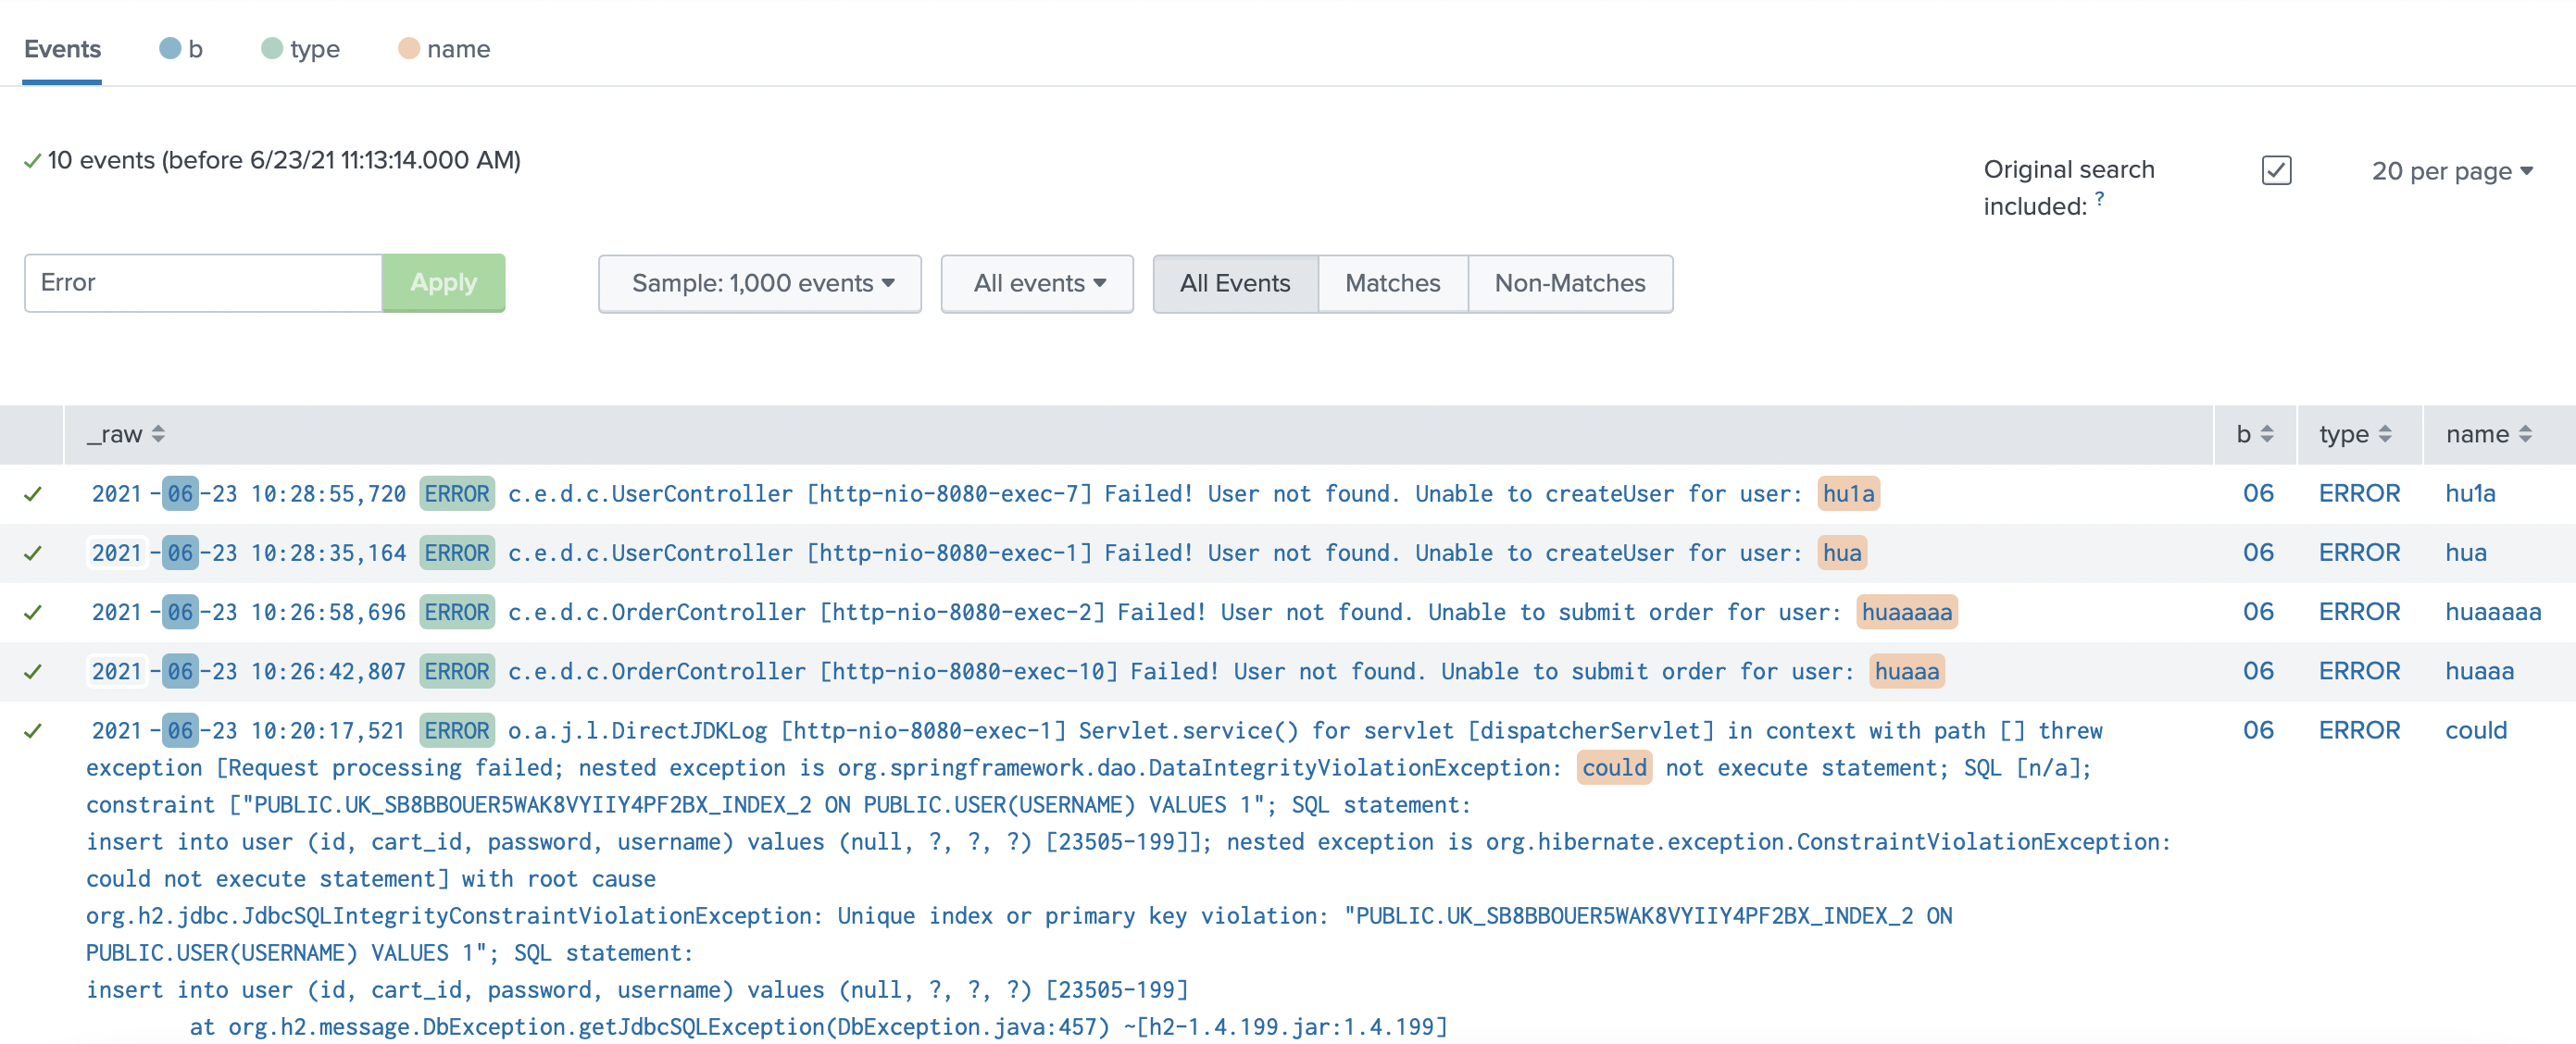 Events b type name
10 events (before 6/23/21 11:13:14.000 AM)
Original search included: ?
20 per page
Error Apply Sample: 1,000 events All events All Events Matches Non-Matches
_raw b type name
2021-06-23 10:28:55,720 ERROR c.e.d.c.UserController [http-nio-8080-exec-7] Failed! User not found. Unable to createUser for user: hu1a 06 ERROR hu1a
2021-06-23 10:28:35,164 ERROR c.e.d.c.UserController [http-nio-8080-exec-1] Failed! User not found. Unable to createUser for user: hua 06 ERROR hua
2021-06-23 10:26:58,696 ERROR c.e.d.c.OrderController [http-nio-8080-exec-2] Failed! User not found. Unable to submit order for user: huaaaaa 06 ERROR huaaaaa
2021-06-23 10:26:42,807 ERROR c.e.d.c.OrderController [http-nio-8080-exec-10] Failed! User not found. Unable to submit order for user: huaaa 06 ERROR huaaa
2021-06-23 10:20:17,521 ERROR o.a.j.l.DirectJDKLog [http-nio-8080-exec-1] Servlet.service() for servlet [dispatcherServlet] in context with path [] threw 06 ERROR could
exception [Request processing failed; nested exception is org.springframework.dao.DataIntegrityViolationException: could not execute statement; SQL [n/a];
constraint ["PUBLIC.UK_SB8BBOUER5WAK8VYIIY4PF2BX_INDEX_2 ON PUBLIC.USER(USERNAME) VALUES 1"; SQL statement:
insert into user (id, cart_id, password, username) values (null, ?, ?, ?) [23505-199]]; nested exception is org.hibernate.exception.ConstraintViolationException:
could not execute statement] with root cause
org.h2.jdbc.JdbcSQLIntegrityConstraintViolationException: Unique index or primary key violation: "PUBLIC.UK_SB8BBOUER5WAK8VYIIY4PF2BX_INDEX_2 ON
PUBLIC.USER(USERNAME) VALUES 1"; SQL statement:
insert into user (id, cart_id, password, username) values (null, ?, ?, ?) [23505-199]
at org.h2.message.DbException.getJdbcSQLException(DbException.java:457) ~[h2-1.4.199.jar:1.4.199]